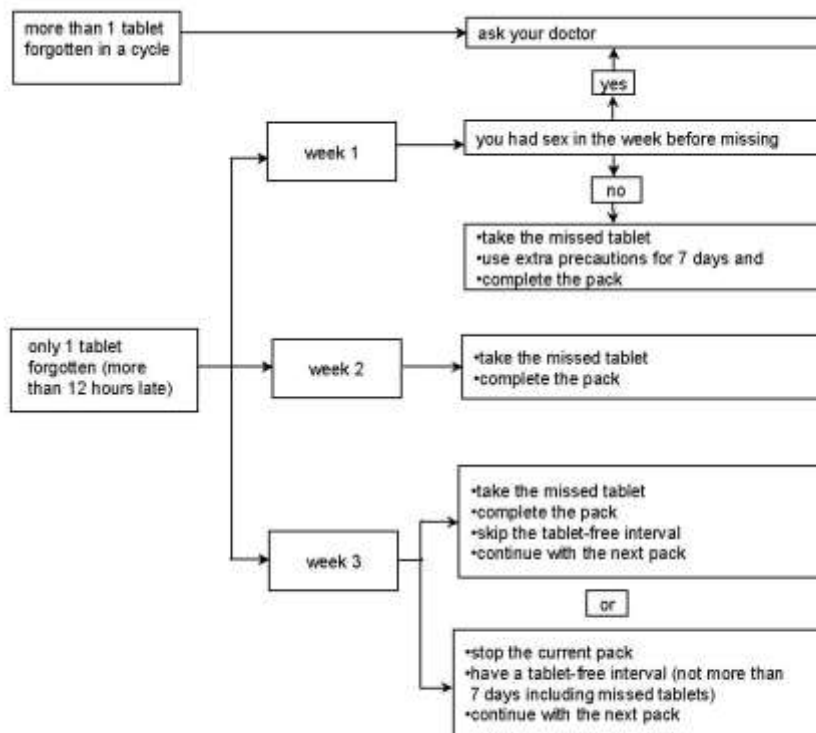 more than 1 tablet
forgotten in a cycle
ask your doctor
yes
week 1
you had sex in the week before missing
no
•take the missed tablet
•use extra precautions for 7 days and
•complete the pack
only 1 tablet
forgotten (more
than 12 hours late)
week 2
•take the missed tablet
•complete the pack
week 3
•take the missed tablet
•complete the pack
•skip the tablet-free interval
•continue with the next pack
or
•stop the current pack
•have a tablet-free interval (not more than
7 days including missed tablets)
•continue with the next pack